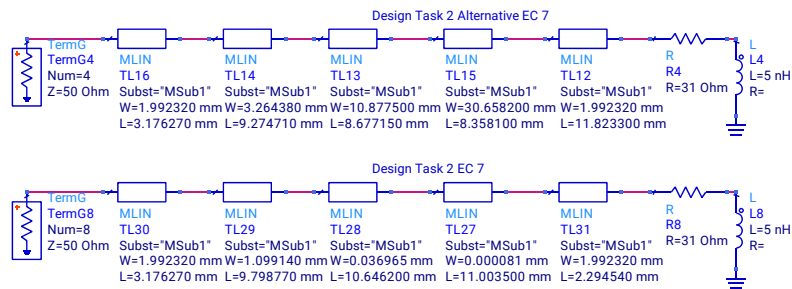 Design Task 2 Alternative EC 7
TermG
TermG4
Num=4
Z=50 Ohm
MLIN
TL16
Subst="MSub1"
W=1.992320 mm
L=3.176270 mm
MLIN
TL14
Subst="MSub1"
W=3.264380 mm
L=9.274710 mm
MLIN
TL13
Subst="MSub1"
W=10.877500 mm
L=8.677150 mm
MLIN
TL15
Subst="MSub1"
W=30.658200 mm
L=8.358100 mm
MLIN
TL12
Subst="MSub1"
W=1.992320 mm
L=11.823300 mm
R
R4
R=31 Ohm
L
L4
L=5 nH
R=
Design Task 2 EC 7
TermG
TermG8
Num=8
Z=50 Ohm
MLIN
TL30
Subst="MSub1"
W=1.992320 mm
L=3.176270 mm
MLIN
TL29
Subst="MSub1"
W=1.099140 mm
L=9.798770 mm
MLIN
TL28
Subst="MSub1"
W=0.036965 mm
L=10.646200 mm
MLIN
TL27
Subst="MSub1"
W=0.000081 mm
L=11.003500 mm
MLIN
TL31
Subst="MSub1"
W=1.992320 mm
L=2.294540 mm
R
R8
R=31 Ohm
L
L8
L=5 nH
R=